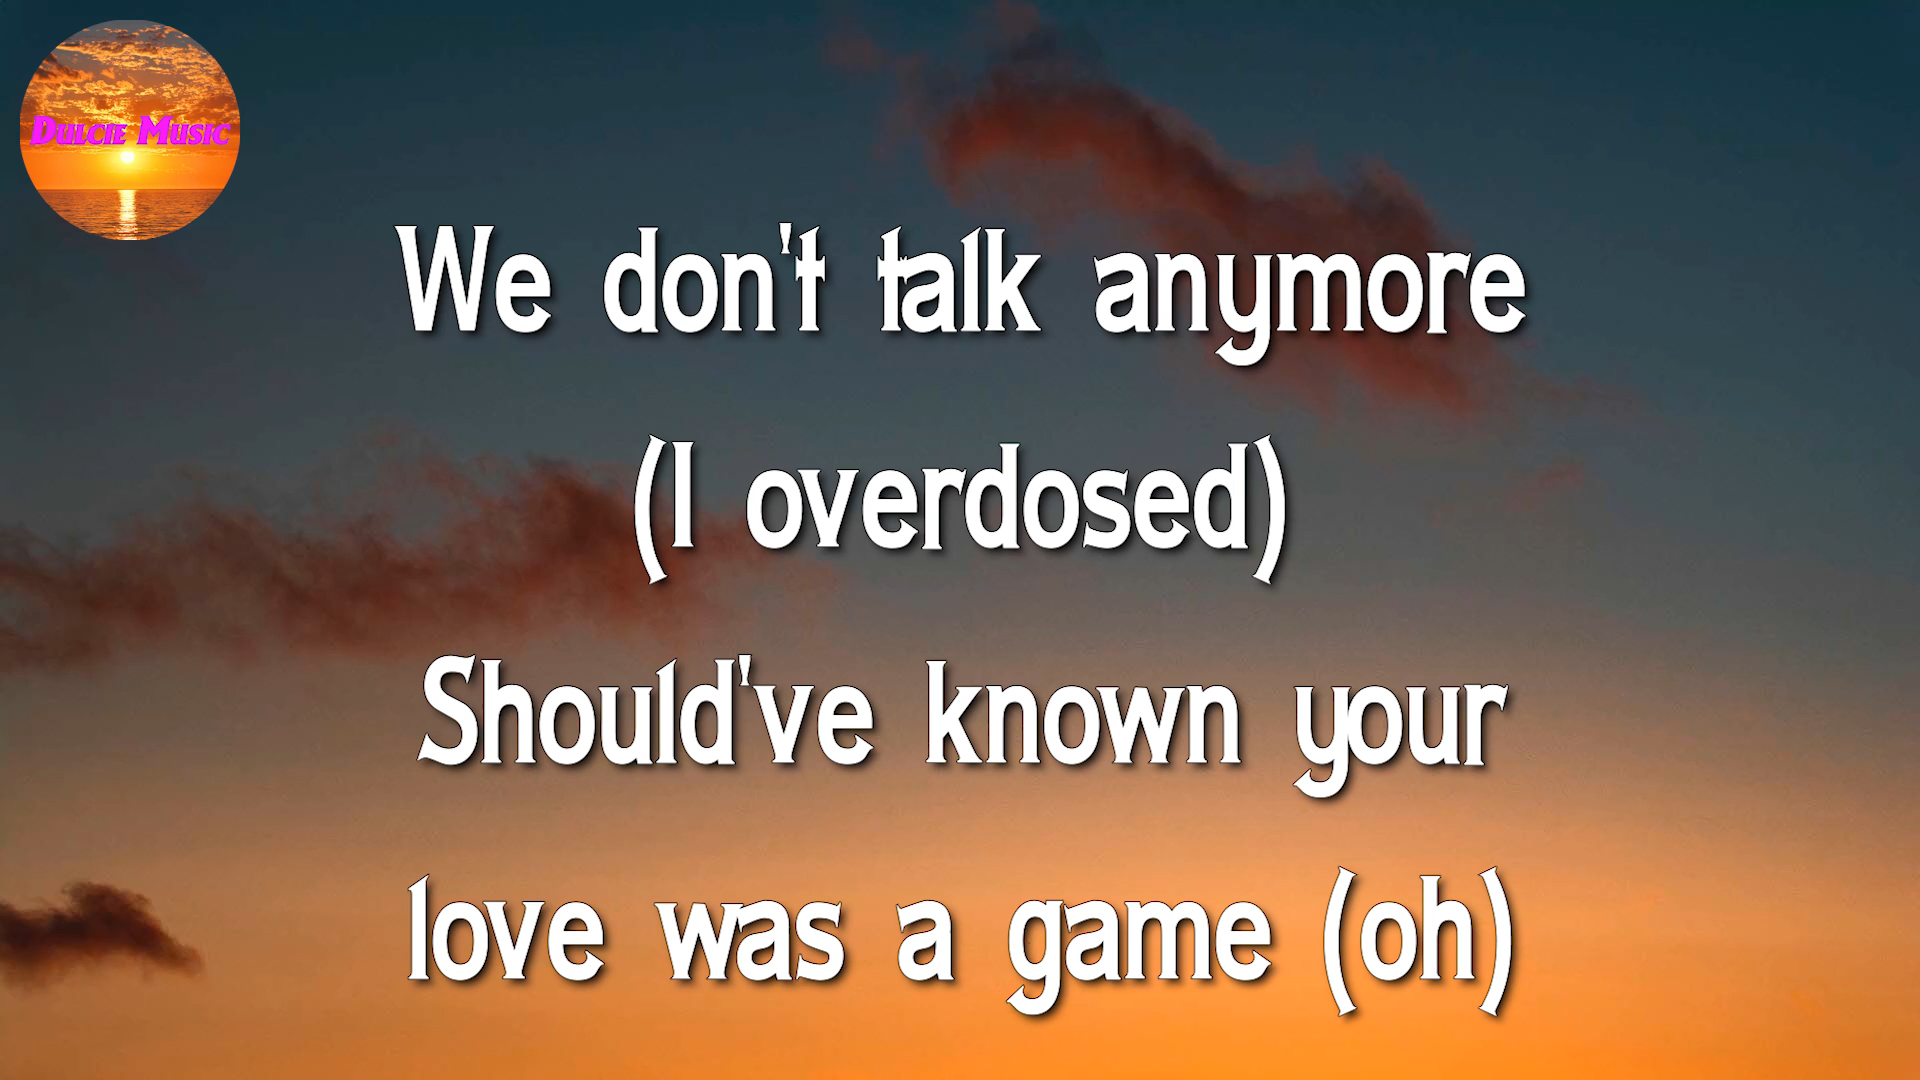 Dulcie Music
We don't talk anymore
(I overdosed)
Should've known your
love was a game (oh)